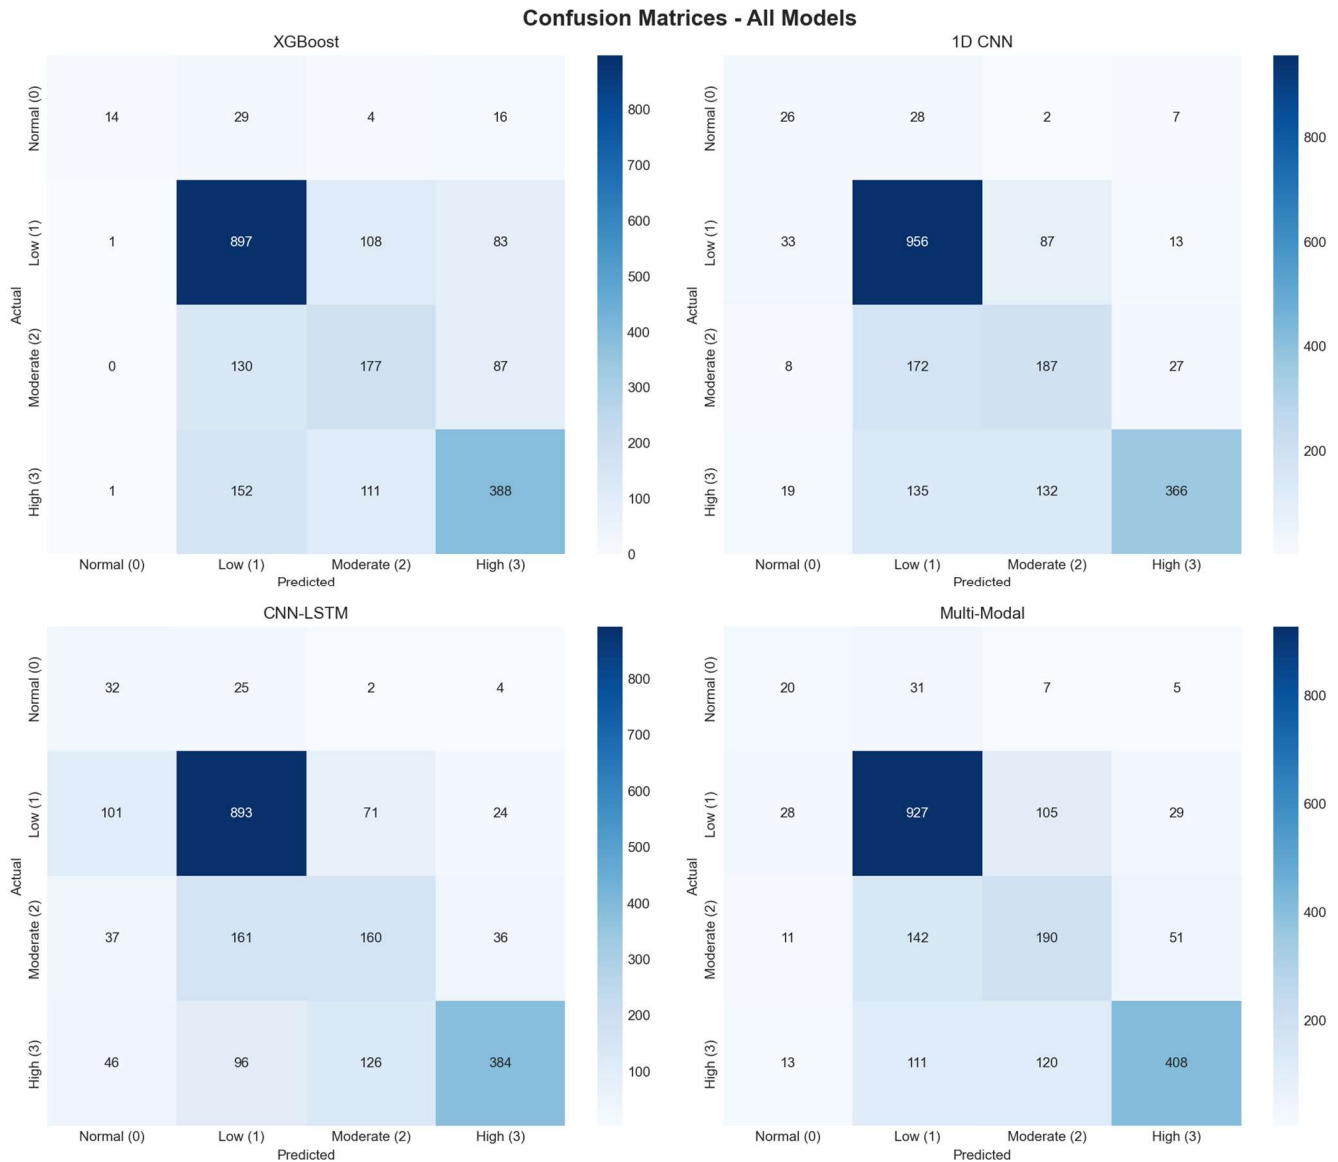 Confusion Matrices - All Models
XGBoost
Actual
Normal (0)
14 29 4 16
Low (1)
1 897 108 83
Moderate (2)
0 130 177 87
High (3)
1 152 111 388
Normal (0) Low (1) Moderate (2) High (3)
Predicted
800
700
600
500
400
300
200
100
0
1D CNN
Actual
Normal (0)
26 28 2 7
Low (1)
33 956 87 13
Moderate (2)
8 172 187 27
High (3)
19 135 132 366
Normal (0) Low (1) Moderate (2) High (3)
Predicted
800
600
400
200
CNN-LSTM
Actual
Normal (0)
32 25 2 4
Low (1)
101 893 71 24
Moderate (2)
37 161 160 36
High (3)
46 96 126 384
Normal (0) Low (1) Moderate (2) High (3)
Predicted
800
700
600
500
400
300
200
100
Multi-Modal
Actual
Normal (0)
20 31 7 5
Low (1)
28 927 105 29
Moderate (2)
11 142 190 51
High (3)
13 111 120 408
Normal (0) Low (1) Moderate (2) High (3)
Predicted
800
600
400
200